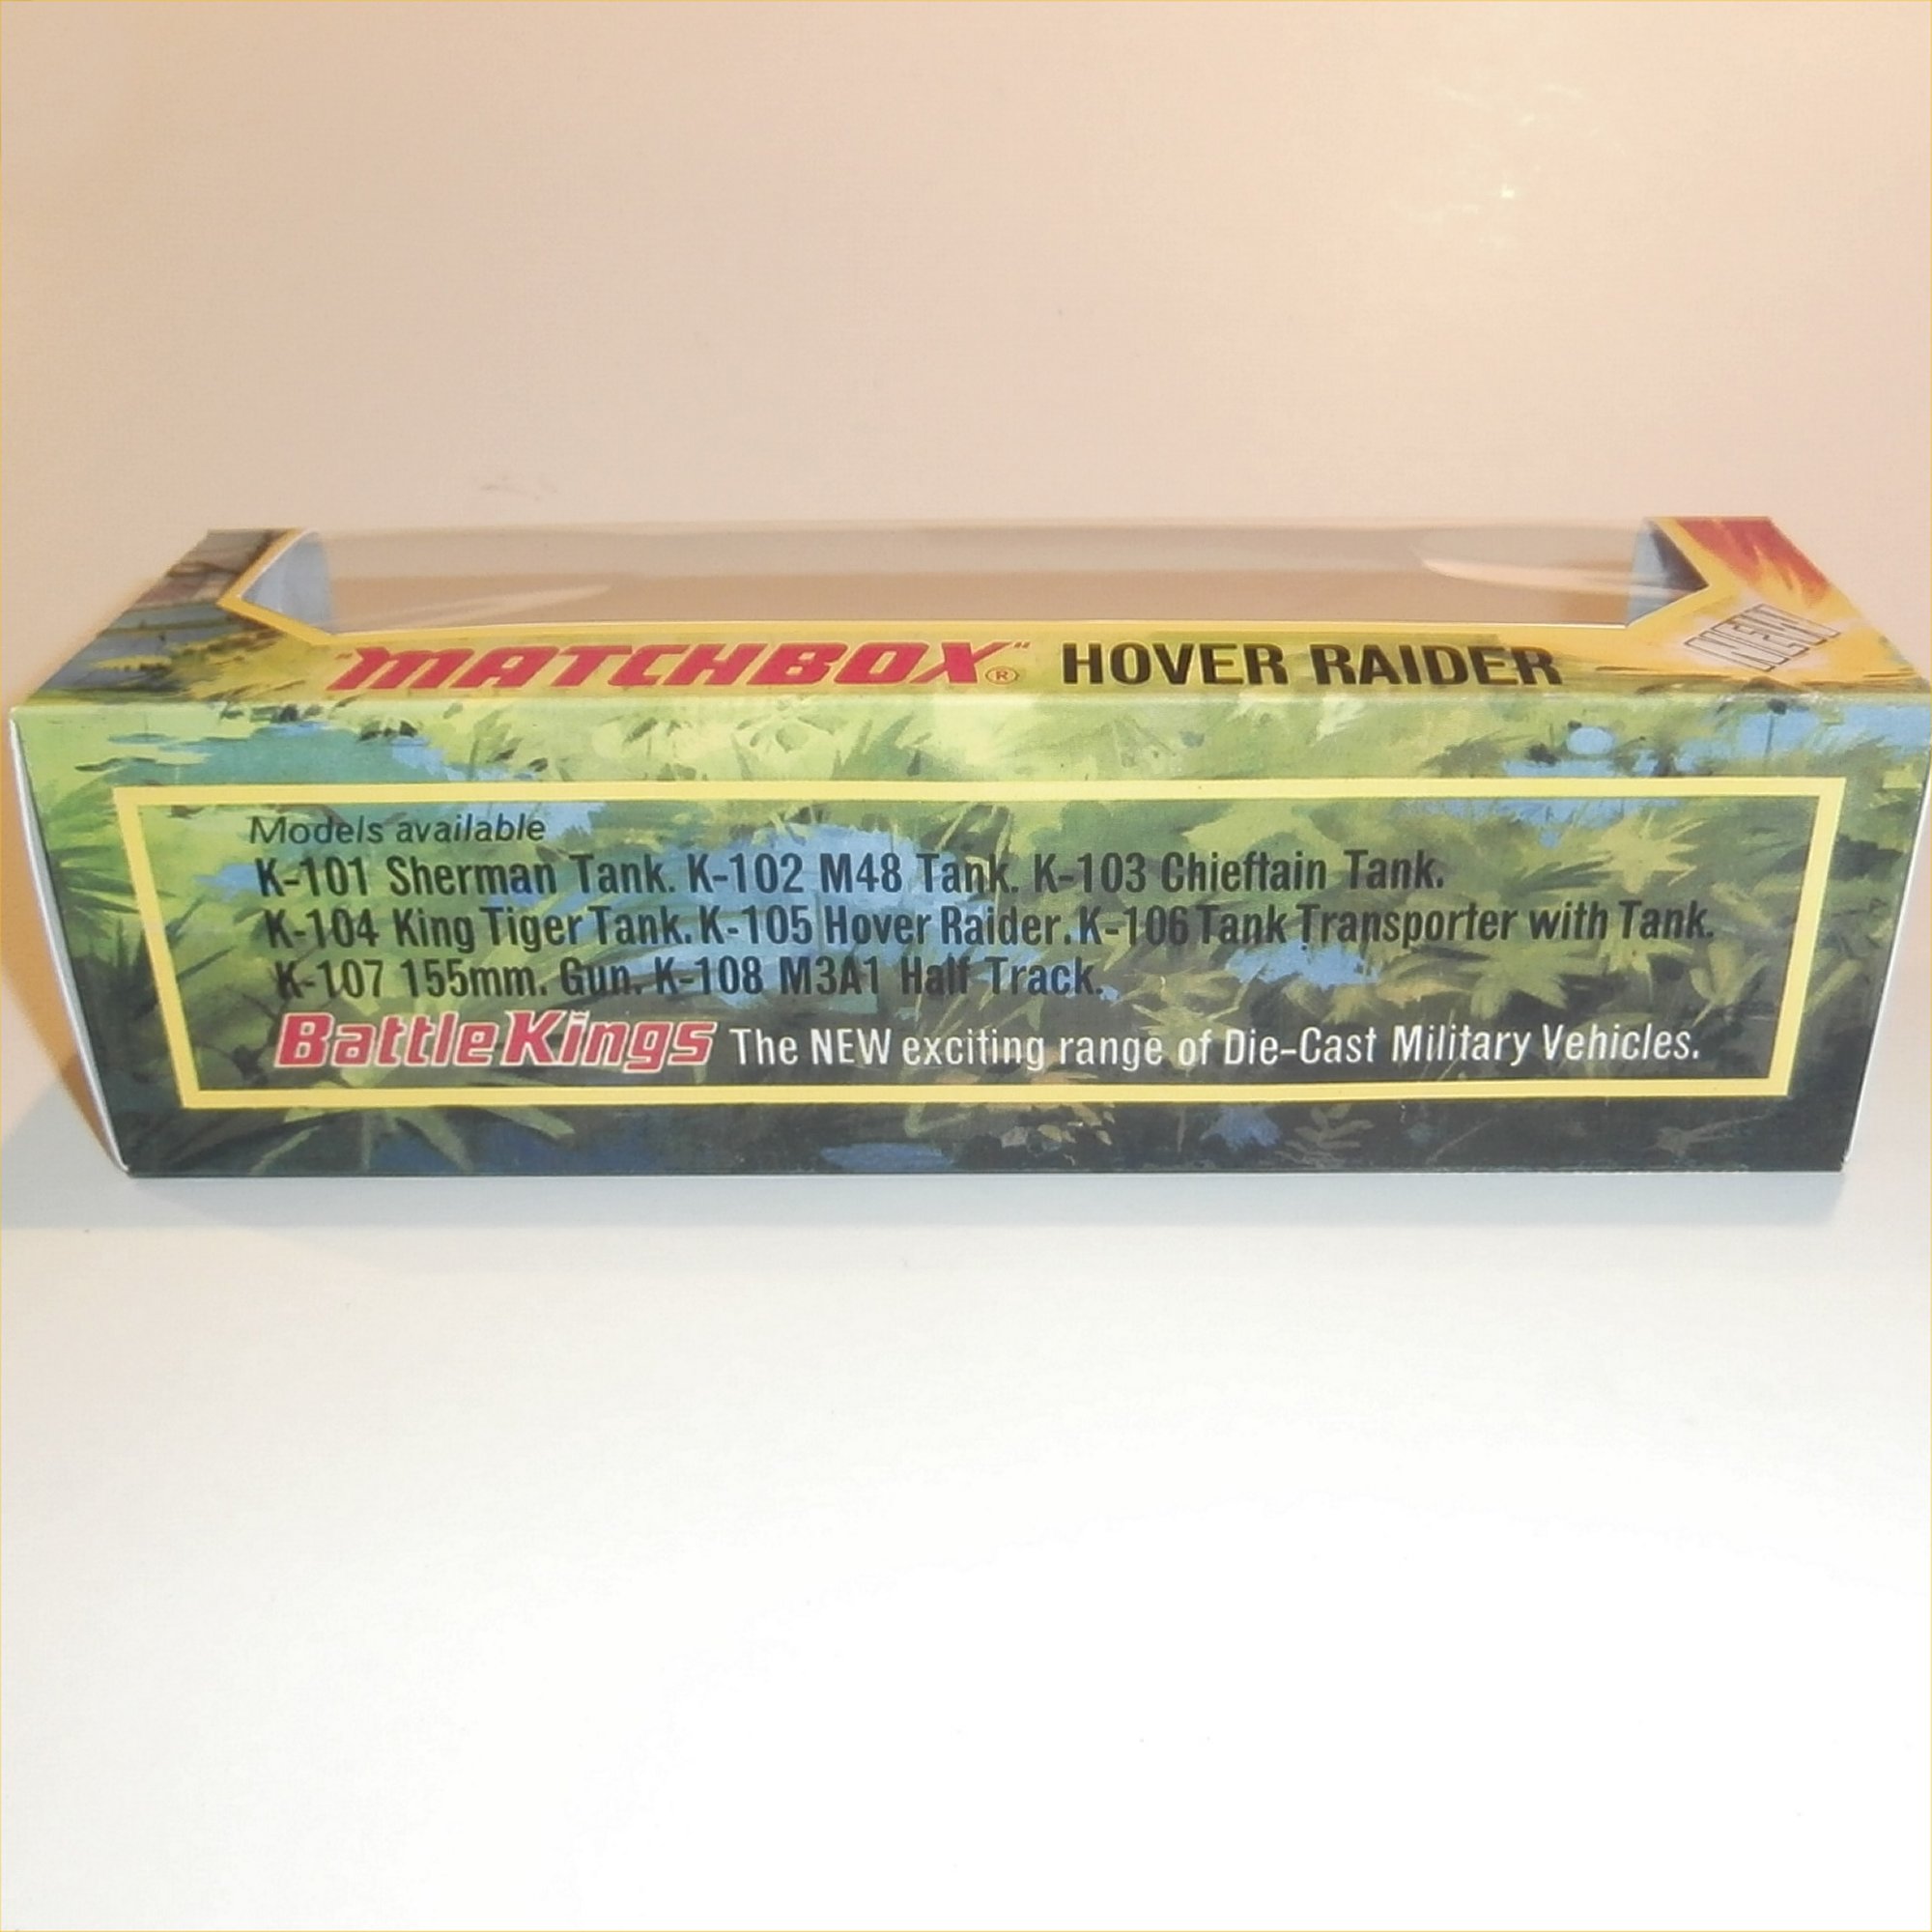 "MATCHBOX"® HOVER RAIDER
NEW
Models available
K-101 Sherman Tank. K-102 M48 Tank. K-103 Chieftain Tank.
K-104 King Tiger Tank. K-105 Hover Raider. K-106 Tank Transporter with Tank.
K-107 155mm. Gun. K-108 M3A1 Half Track.
BattleKings The NEW exciting range of Die-Cast Military Vehicles.